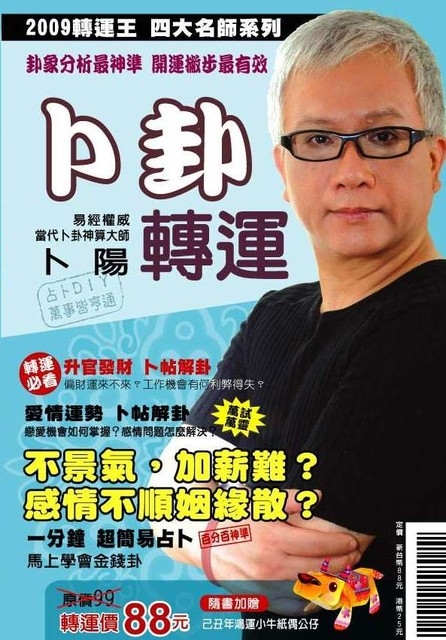 2009轉運王 四大名師系列
卦象分析最神準 開運撇步最有效
卜卦
轉運
易經權威
當代卜卦神算大師
卜陽
占卜DIY
萬事皆亨通
轉運
必看
升官發財 卜帖解卦
偏財運來不來？工作機會有何利弊得失？
愛情運勢 卜帖解卦
戀愛機會如何掌握？感情問題怎麼解決？
萬試
萬靈
不景氣，加薪難？
感情不順姻緣散？
一分鐘 超簡易占卜
百分百神準
馬上學會金錢卦
原價99
轉運價88元
隨書加贈
己丑年鴻運小牛紙偶公仔
定價 新台幣88元 港幣25元